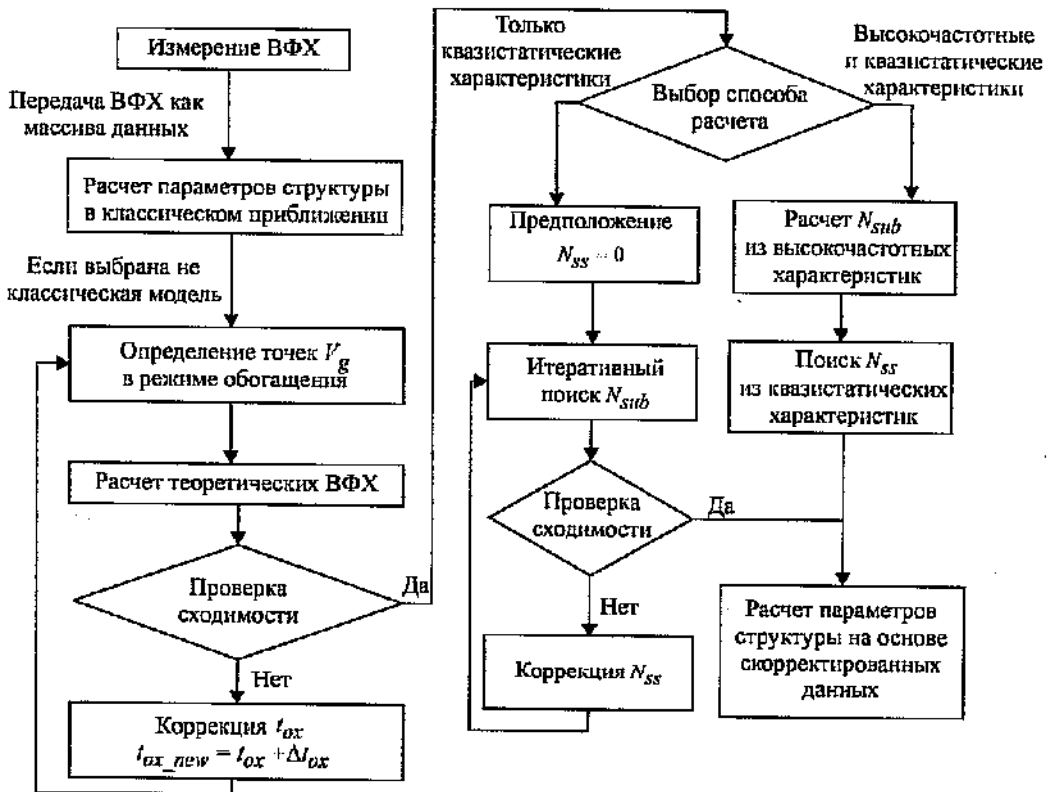 Измерение ВФХ
Передача ВФХ как
массива данных
Расчет параметров структуры
в классическом приближении
Если выбрана не
классическая модель
Определение точек V_g
в режиме обогащения
Расчет теоретических ВФХ
Проверка
сходимости
Да
Нет
Коррекция t_ox
t_ox_new = t_ox + Δt_ox
Только
квазистатические
характеристики
Высокочастотные
и квазистатические
характеристики
Выбор способа
расчета
Предположение
N_ss = 0
Итеративный
поиск N_sub
Проверка
сходимости
Да
Нет
Коррекция N_ss
Расчет N_sub
из высокочастотных
характеристик
Поиск N_ss
из квазистатических
характеристик
Расчет параметров
структуры на основе
скорректированных
данных